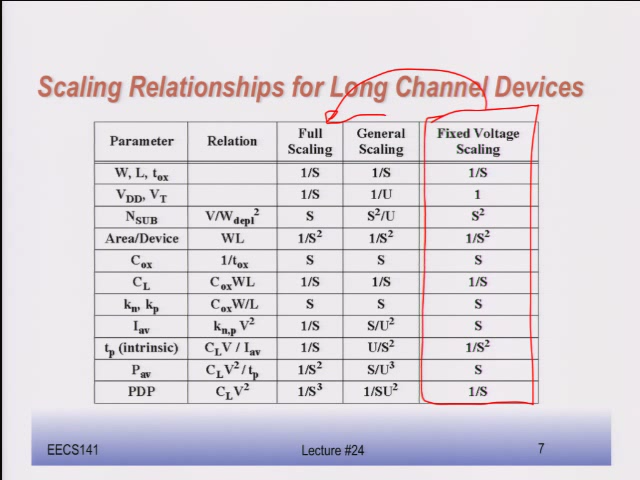 Scaling Relationships for Long Channel Devices
Parameter Relation Full Scaling General Scaling Fixed Voltage Scaling
W, L, tox 1/S 1/S 1/S
VDD, VT 1/S 1/U 1
NSUB V/Wdepl² S S²/U S²
Area/Device WL 1/S² 1/S² 1/S²
Cox 1/tox S S S
CL CoxWL 1/S 1/S 1/S
kn, kp CoxW/L S S S
Iav kn,p V² 1/S S/U² S
tp (intrinsic) CLV / Iav 1/S U/S² 1/S²
Pav CLV² / tp 1/S² S/U³ S
PDP CLV² 1/S³ 1/SU² 1/S
EECS141 Lecture #24 7